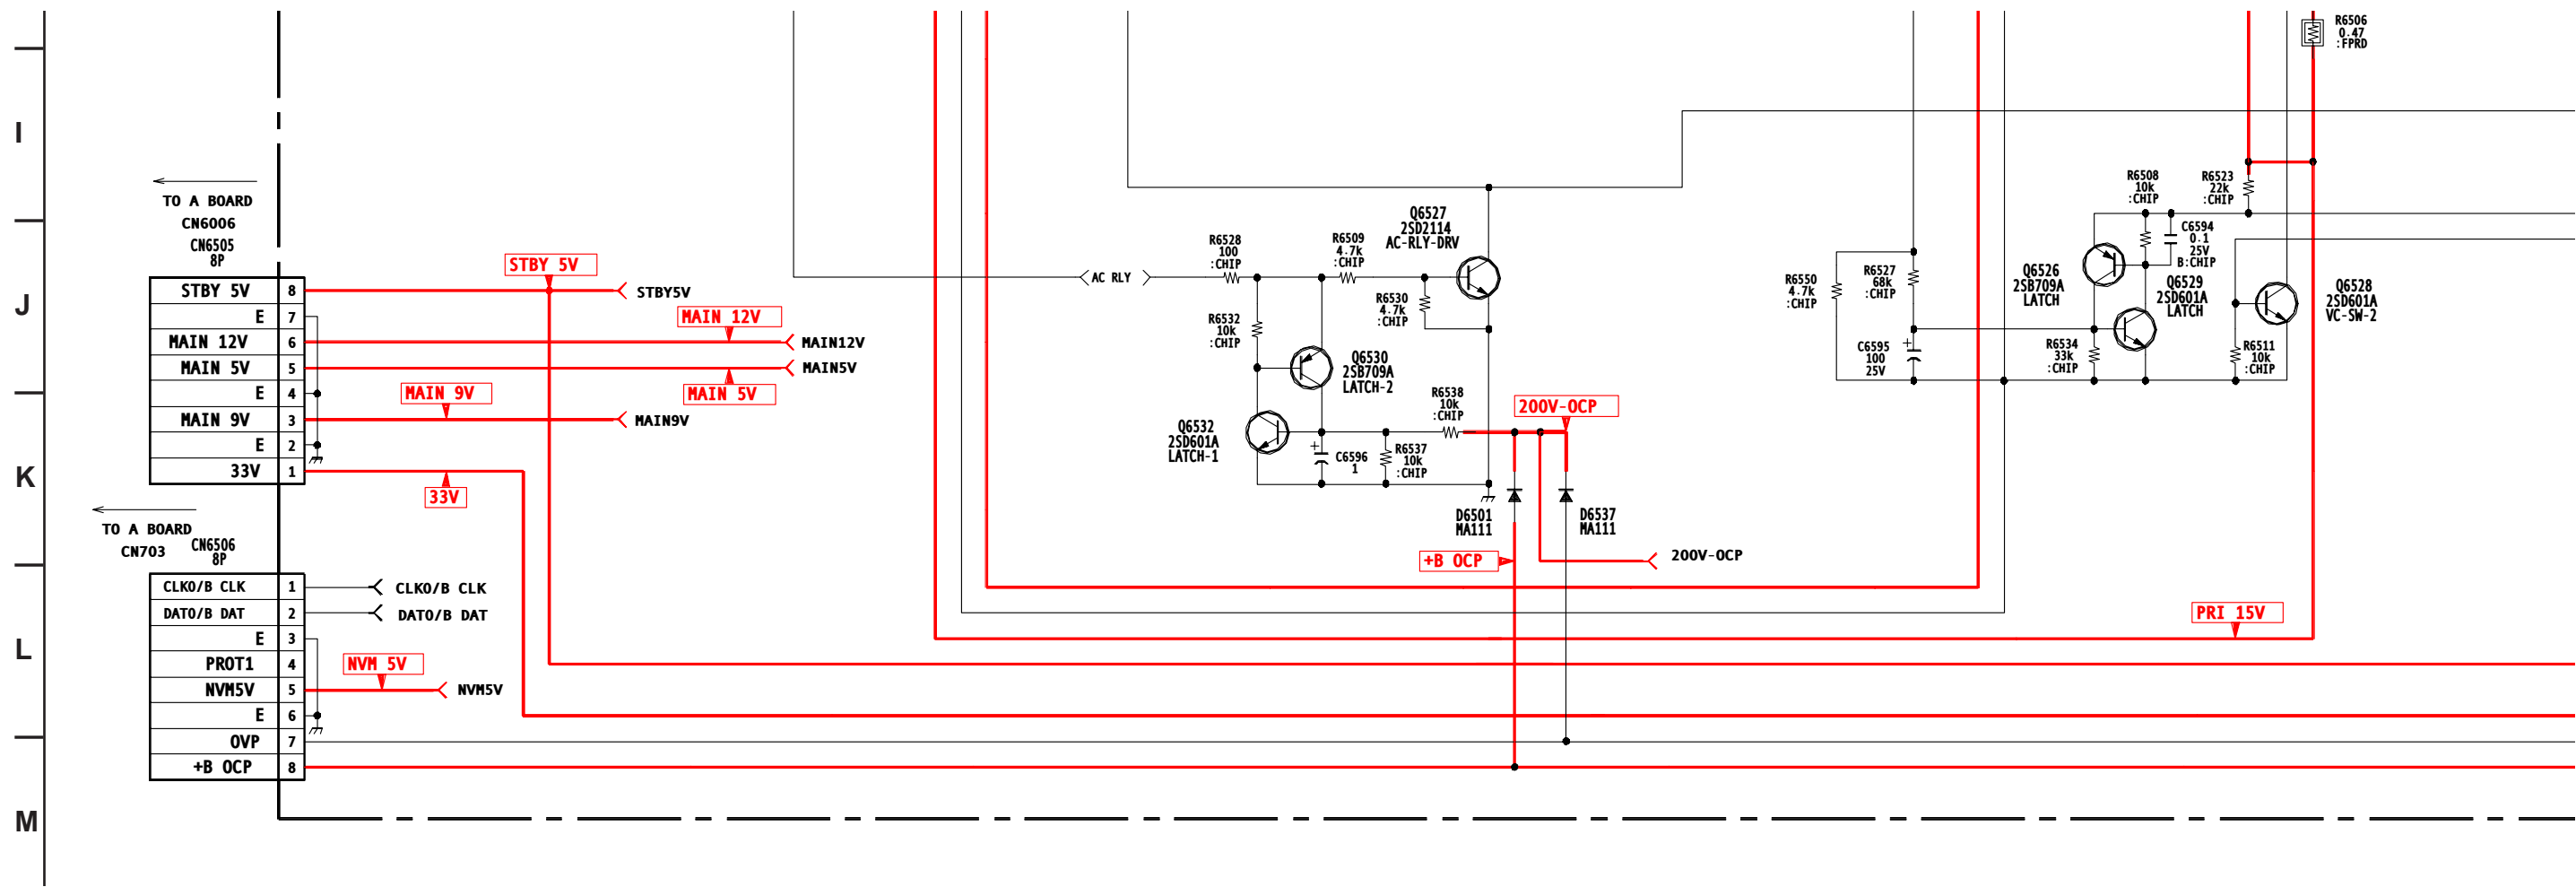 I
J
K
L
M
TO A BOARD
CN6006
CN6505
8P
STBY 5V 8
E 7
MAIN 12V 6
MAIN 5V 5
E 4
MAIN 9V 3
E 2
33V 1
STBY 5V
STBY5V
MAIN 12V
MAIN12V
MAIN5V
MAIN 5V
MAIN 9V
MAIN9V
33V
TO A BOARD
CN703
CN6506
8P
CLKO/B CLK 1
DATO/B DAT 2
E 3
PROT1 4
NVM5V 5
E 6
OVP 7
+B OCP 8
CLKO/B CLK
DATO/B DAT
NVM 5V
NVM5V
AC RLY
R6528
100
:CHIP
R6509
4.7k
:CHIP
Q6527
2SD2114
AC-RLY-DRV
R6530
4.7k
:CHIP
R6532
10k
:CHIP
Q6530
2SB709A
LATCH-2
Q6532
2SD601A
LATCH-1
+
C6596
1
R6537
10k
:CHIP
R6538
10k
:CHIP
200V-OCP
D6501
MA111
D6537
MA111
+B OCP
200V-OCP
R6550
4.7k
:CHIP
R6527
68k
:CHIP
+
C6595
100
25V
R6506
0.47
:FPRD
R6508
10k
:CHIP
R6523
22k
:CHIP
C6594
0.1
25V
B:CHIP
Q6526
2SB709A
LATCH
Q6529
2SD601A
LATCH
R6534
33k
:CHIP
Q6528
2SD601A
VC-SW-2
R6511
10k
:CHIP
PRI 15V